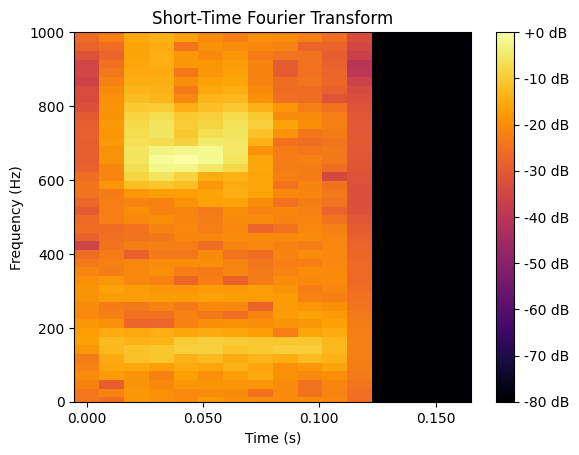 Short-Time Fourier Transform
Frequency (Hz)
1000
800
600
400
200
0
0.000
0.050
0.100
0.150
Time (s)
+0 dB
-10 dB
-20 dB
-30 dB
-40 dB
-50 dB
-60 dB
-70 dB
-80 dB